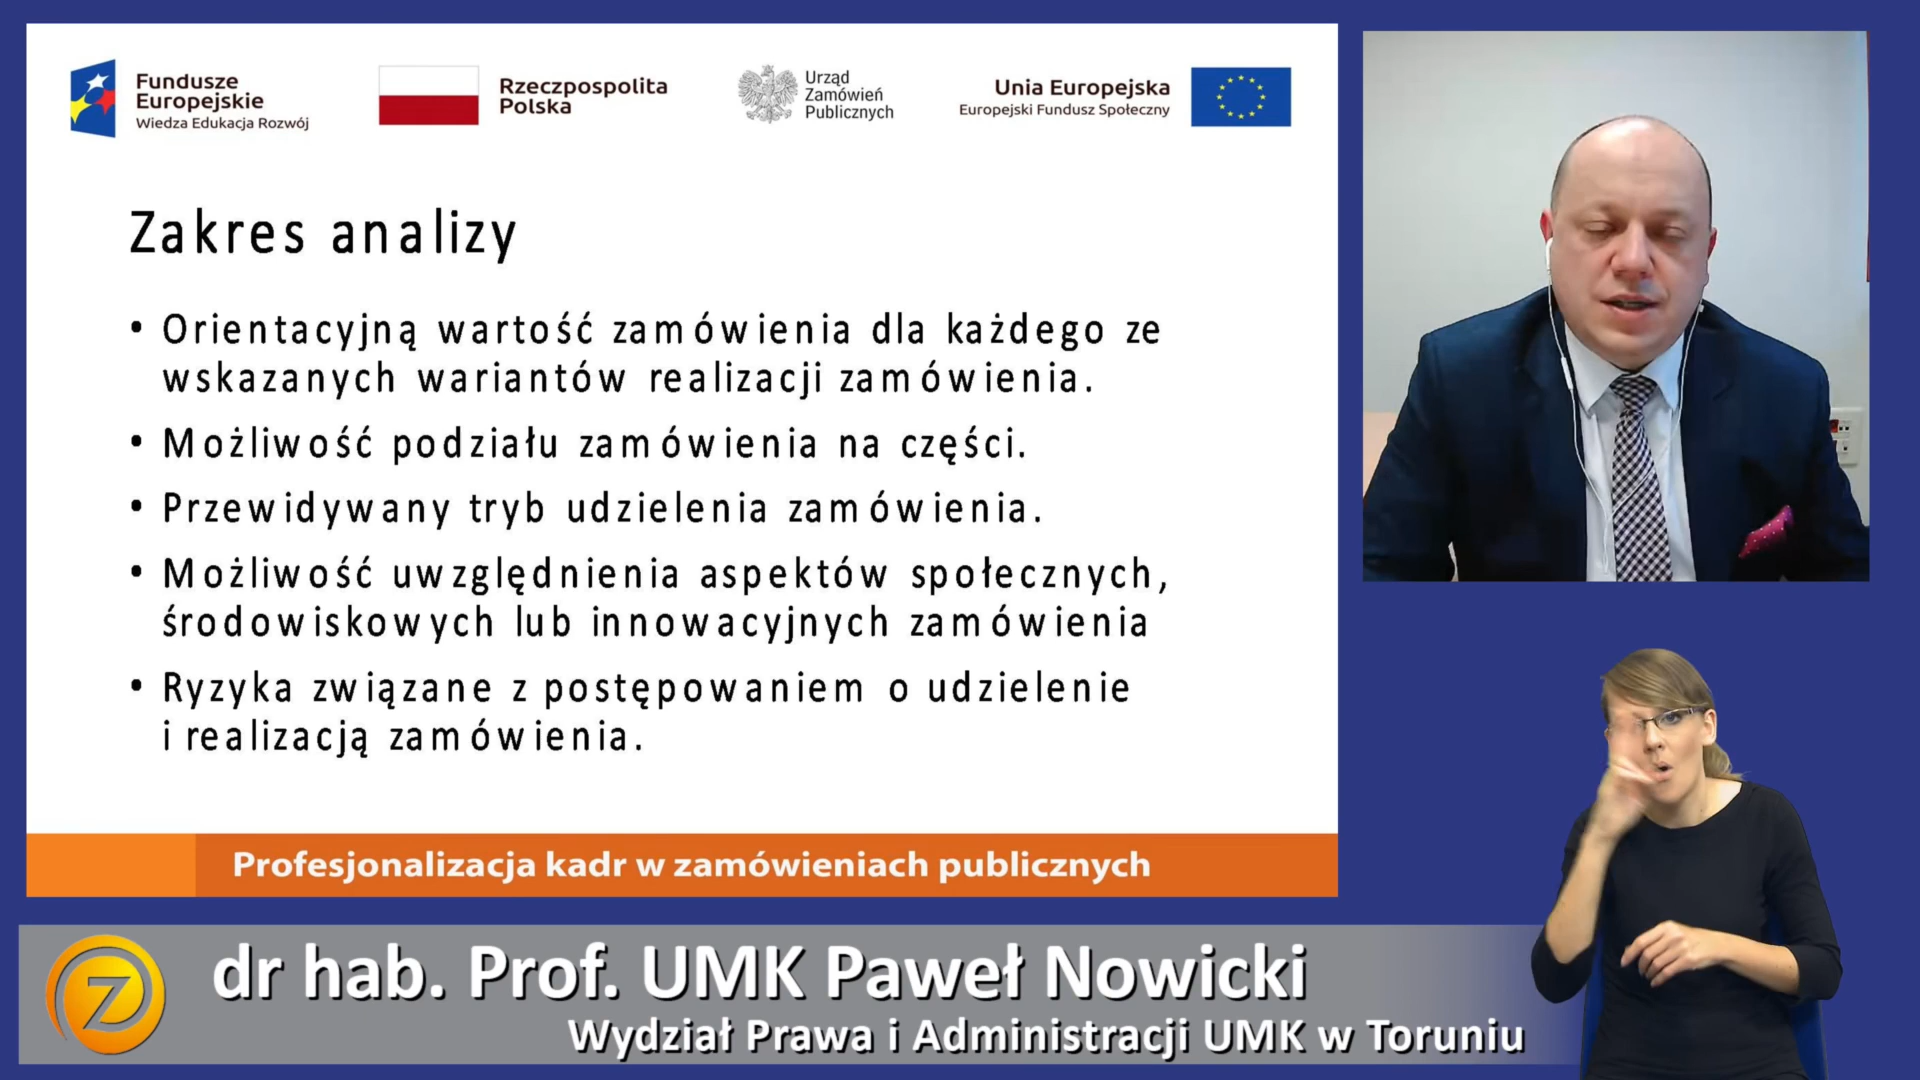 Fundusze
Europejskie
Wiedza Edukacja Rozwój
Rzeczpospolita
Polska
Urząd
Zamówień
Publicznych
Unia Europejska
Europejski Fundusz Społeczny
Zakres analizy
• Orientacyjną wartość zamówienia dla każdego ze
wskazanych wariantów realizacji zamówienia.
• Możliwość podziału zamówienia na części.
• Przewidywany tryb udzielenia zamówienia.
• Możliwość uwzględnienia aspektów społecznych,
środowiskowych lub innowacyjnych zamówienia
• Ryzyka związane z postępowaniem o udzielenie
i realizacją zamówienia.
Profesjonalizacja kadr w zamówieniach publicznych
Z
dr hab. Prof. UMK Paweł Nowicki
Wydział Prawa i Administracji UMK w Toruniu